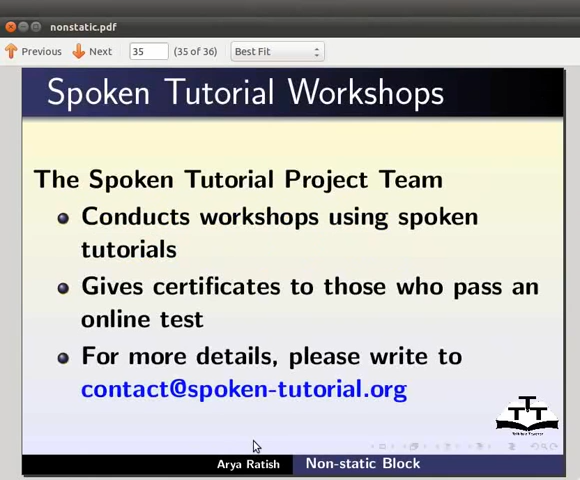 nonstatic.pdf
Previous Next 35 (35 of 36) Best Fit
Spoken Tutorial Workshops
The Spoken Tutorial Project Team
Conducts workshops using spoken
tutorials
Gives certificates to those who pass an
online test
For more details, please write to
contact@spoken-tutorial.org
Arya Ratish Non-static Block